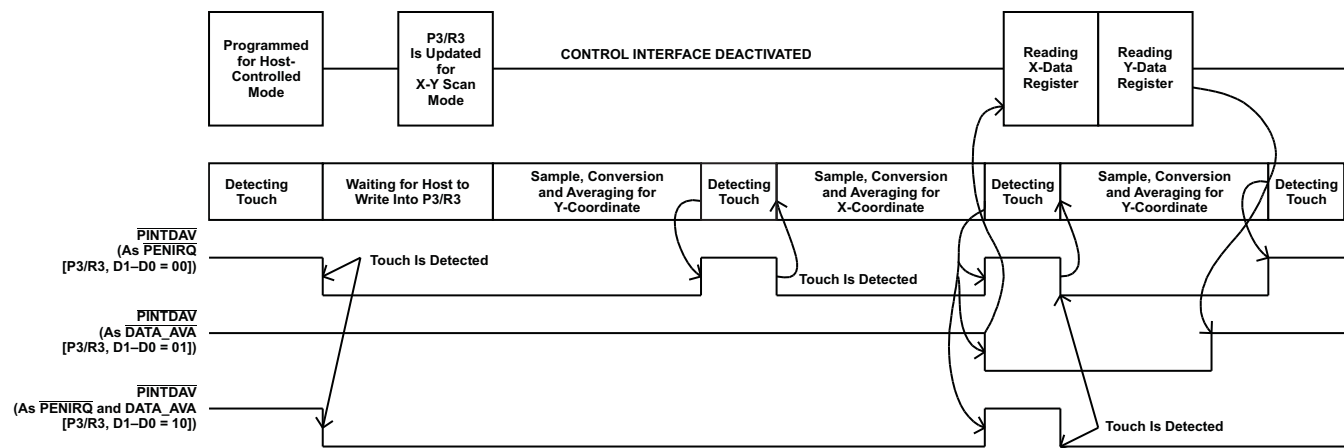 Programmed
for Host-
Controlled
Mode
P3/R3
Is Updated
for
X-Y Scan
Mode
CONTROL INTERFACE DEACTIVATED
Reading
X-Data
Register
Reading
Y-Data
Register
Detecting
Touch
Waiting for Host to
Write Into P3/R3
Sample, Conversion
and Averaging for
Y-Coordinate
Detecting
Touch
Sample, Conversion
and Averaging for
X-Coordinate
Detecting
Touch
Sample, Conversion
and Averaging for
Y-Coordinate
Detecting
Touch
PINTDAV
(As PENIRQ
[P3/R3, D1–D0 = 00])
Touch Is Detected
Touch Is Detected
PINTDAV
(As DATA_AVA
[P3/R3, D1–D0 = 01])
PINTDAV
(As PENIRQ and DATA_AVA
[P3/R3, D1–D0 = 10])
Touch Is Detected